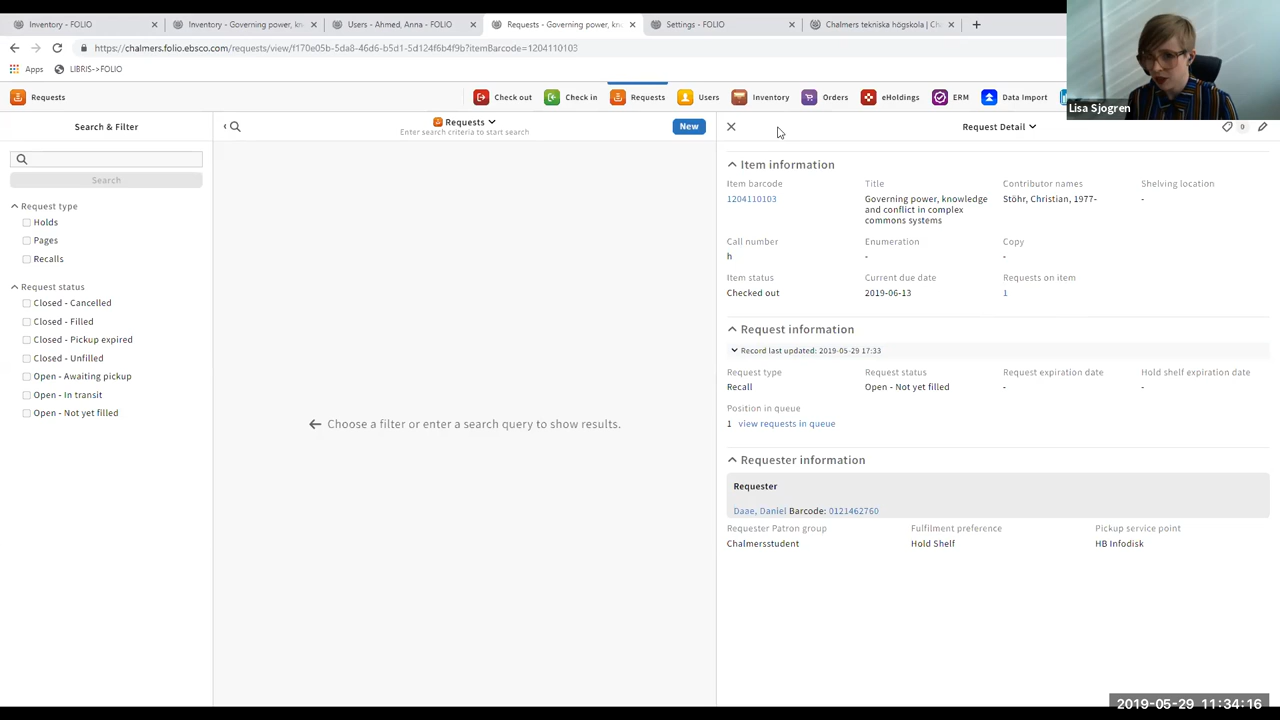 Inventory - FOLIO
Inventory - Governing power, kn
Users - Ahmed, Anna - FOLIO
Requests - Governing power, kn
Settings - FOLIO
Chalmers tekniska högskola | Ch
https://chalmers.folio.ebsco.com/requests/view/f170e05b-5da8-46d6-b5d1-5d124f6b4f9b?itemBarcode=1204110103
Apps
LIBRIS->FOLIO
Lisa Sjogren
Requests
Check out
Check in
Requests
Users
Inventory
Orders
eHoldings
ERM
Data Import
Search & Filter
Requests
Enter search criteria to start search
New
Request Detail
0
Search
Request type
Holds
Pages
Recalls
Request status
Closed - Cancelled
Closed - Filled
Closed - Pickup expired
Closed - Unfilled
Open - Awaiting pickup
Open - In transit
Open - Not yet filled
Choose a filter or enter a search query to show results.
Item information
Item barcode
Title
Contributor names
Shelving location
1204110103
Governing power, knowledge
and conflict in complex
commons systems
Stöhr, Christian, 1977-
-
Call number
Enumeration
Copy
h
-
-
Item status
Current due date
Requests on item
Checked out
2019-06-13
1
Request information
Record last updated: 2019-05-29 17:33
Request type
Request status
Request expiration date
Hold shelf expiration date
Recall
Open - Not yet filled
-
-
Position in queue
1 view requests in queue
Requester information
Requester
Daae, Daniel Barcode: 0121462760
Requester Patron group
Fulfilment preference
Pickup service point
Chalmersstudent
Hold Shelf
HB Infodisk
2019-05-29 11:34:16